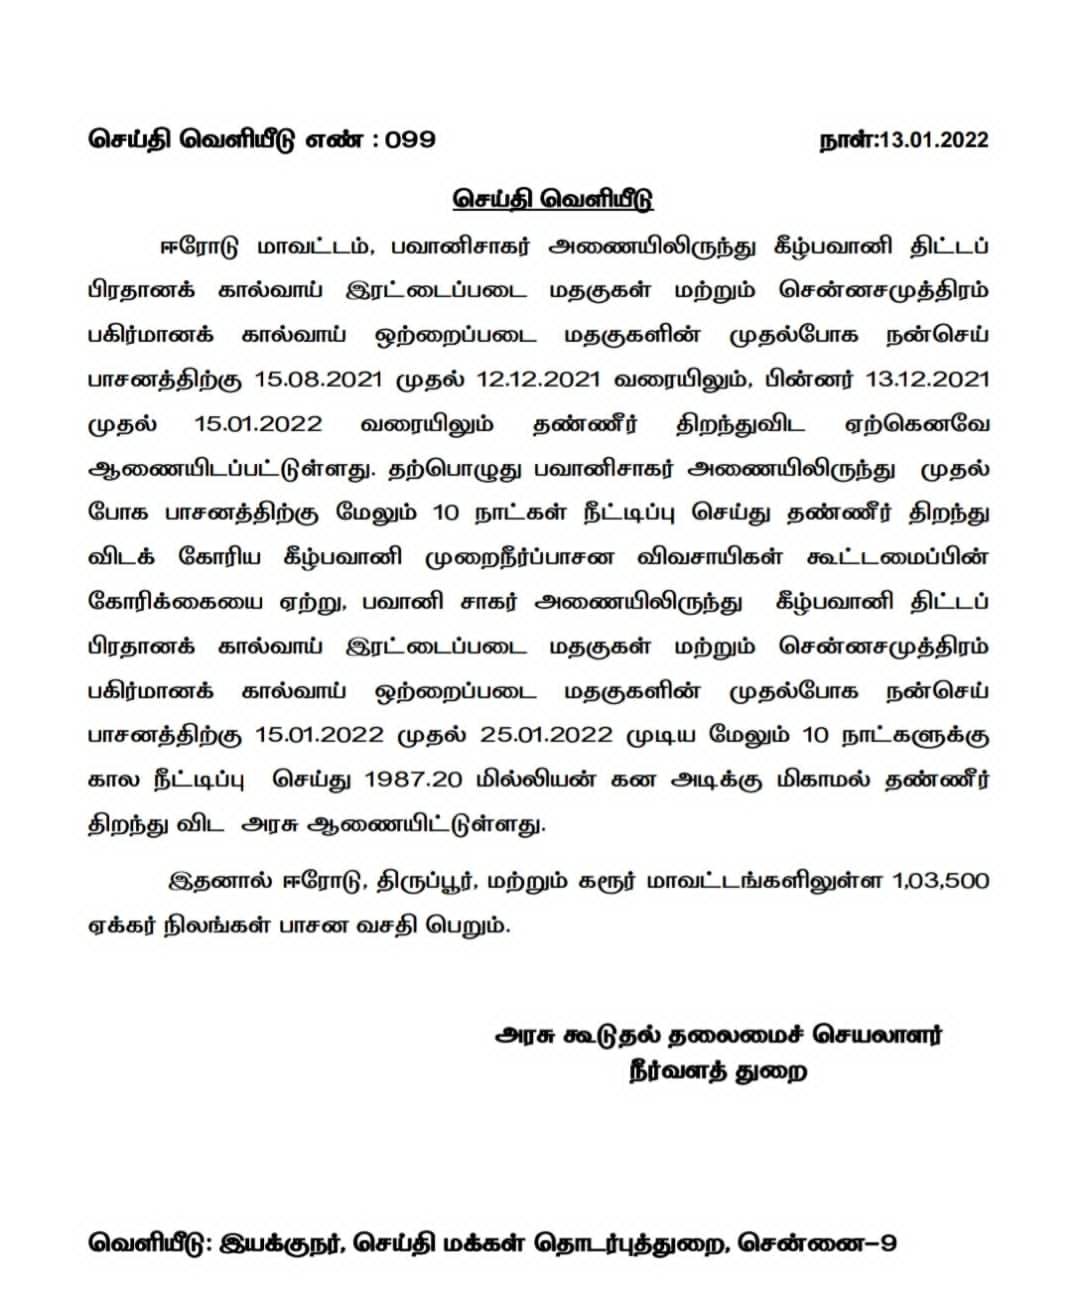 செய்தி வெளியீடு எண் : 099 நாள்:13.01.2022
செய்தி வெளியீடு
ஈரோடு மாவட்டம், பவானிசாகர் அணையிலிருந்து கீழ்பவானி திட்டப்
பிரதானக் கால்வாய் இரட்டைப்படை மதகுகள் மற்றும் சென்னசமுத்திரம்
பகிர்மானக் கால்வாய் ஒற்றைப்படை மதகுகளின் முதல்போக நன்செய்
பாசனத்திற்கு 15.08.2021 முதல் 12.12.2021 வரையிலும், பின்னர் 13.12.2021
முதல் 15.01.2022 வரையிலும் தண்ணீர் திறந்துவிட ஏற்கெனவே
ஆணையிடப்பட்டுள்ளது. தற்பொழுது பவானிசாகர் அணையிலிருந்து முதல்
போக பாசனத்திற்கு மேலும் 10 நாட்கள் நீட்டிப்பு செய்து தண்ணீர் திறந்து
விடக் கோரிய கீழ்பவானி முறைநீர்ப்பாசன விவசாயிகள் கூட்டமைப்பின்
கோரிக்கையை ஏற்று, பவானி சாகர் அணையிலிருந்து கீழ்பவானி திட்டப்
பிரதானக் கால்வாய் இரட்டைப்படை மதகுகள் மற்றும் சென்னசமுத்திரம்
பகிர்மானக் கால்வாய் ஒற்றைப்படை மதகுகளின் முதல்போக நன்செய்
பாசனத்திற்கு 15.01.2022 முதல் 25.01.2022 முடிய மேலும் 10 நாட்களுக்கு
கால நீட்டிப்பு செய்து 1987.20 மில்லியன் கன அடிக்கு மிகாமல் தண்ணீர்
திறந்து விட அரசு ஆணையிட்டுள்ளது.
இதனால் ஈரோடு, திருப்பூர், மற்றும் கரூர் மாவட்டங்களிலுள்ள 1,03,500
ஏக்கர் நிலங்கள் பாசன வசதி பெறும்.
அரசு கூடுதல் தலைமைச் செயலாளர்
நீர்வளத் துறை
வெளியீடு: இயக்குநர், செய்தி மக்கள் தொடர்புத்துறை, சென்னை-9